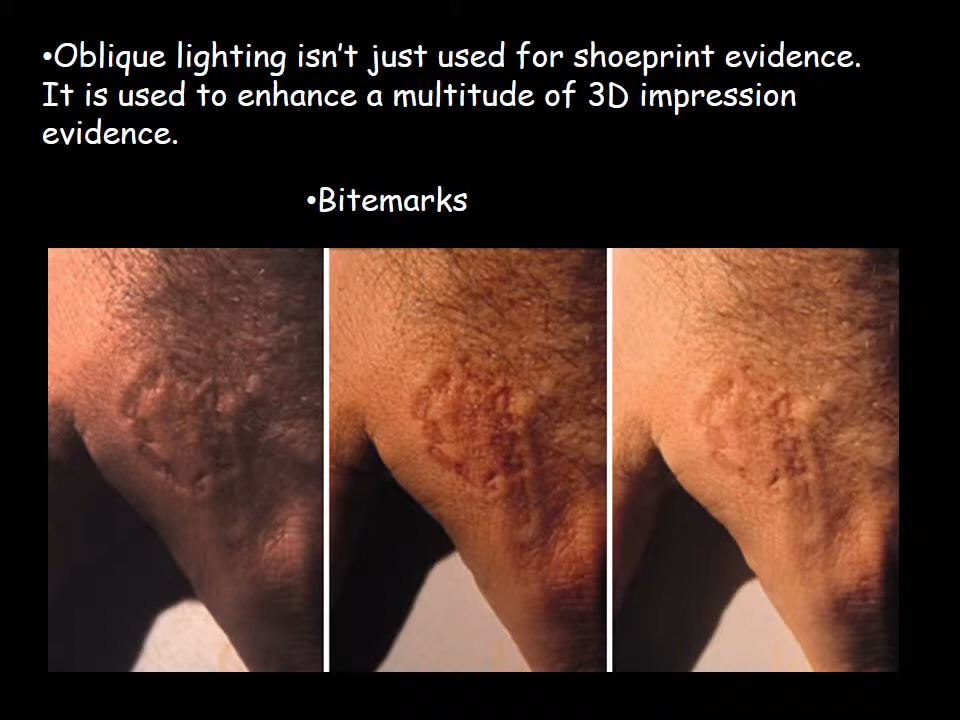 •Oblique lighting isn't just used for shoeprint evidence.
It is used to enhance a multitude of 3D impression
evidence.
•Bitemarks